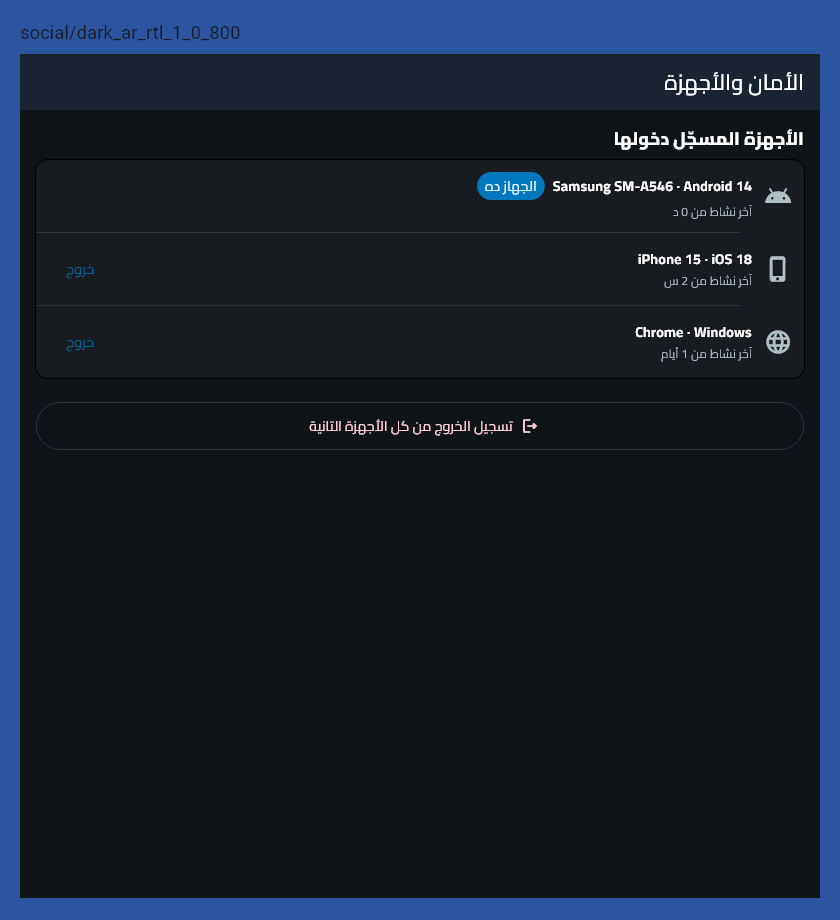 social/dark_ar_rtl_1_0_800
الأمان والأجهزة
الأجهزة المسجّل دخولها
Samsung SM-A546 · Android 14 الجهاز ده
آخر نشاط من 0 د
iPhone 15 · iOS 18
آخر نشاط من 2 س
خروج
Chrome · Windows
آخر نشاط من 1 أيام
خروج
تسجيل الخروج من كل الأجهزة التانية